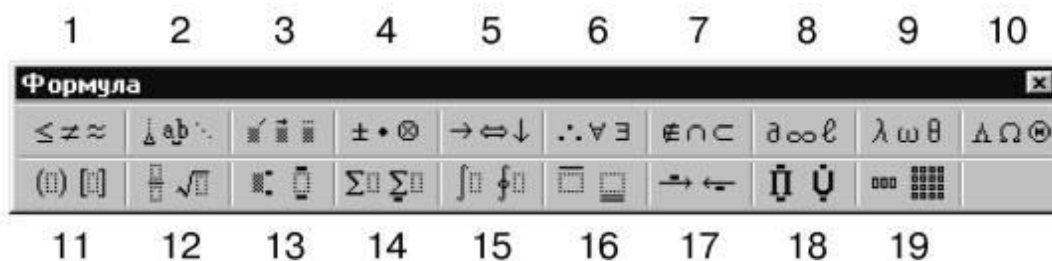 1 2 3 4 5 6 7 8 9 10
Формула
≤ ≠ ≈ a͟b ⋱ ± • ⊗ → ⇔ ↓ ∴ ∀ ∃ ∉ ∩ ⊂ ∂ ∞ ℓ λ ω θ Λ Ω Θ
(▯) [▯] √▯ Σ▯ Σ▯ ∫▯ ∮▯ → ← Π Ụ
11 12 13 14 15 16 17 18 19